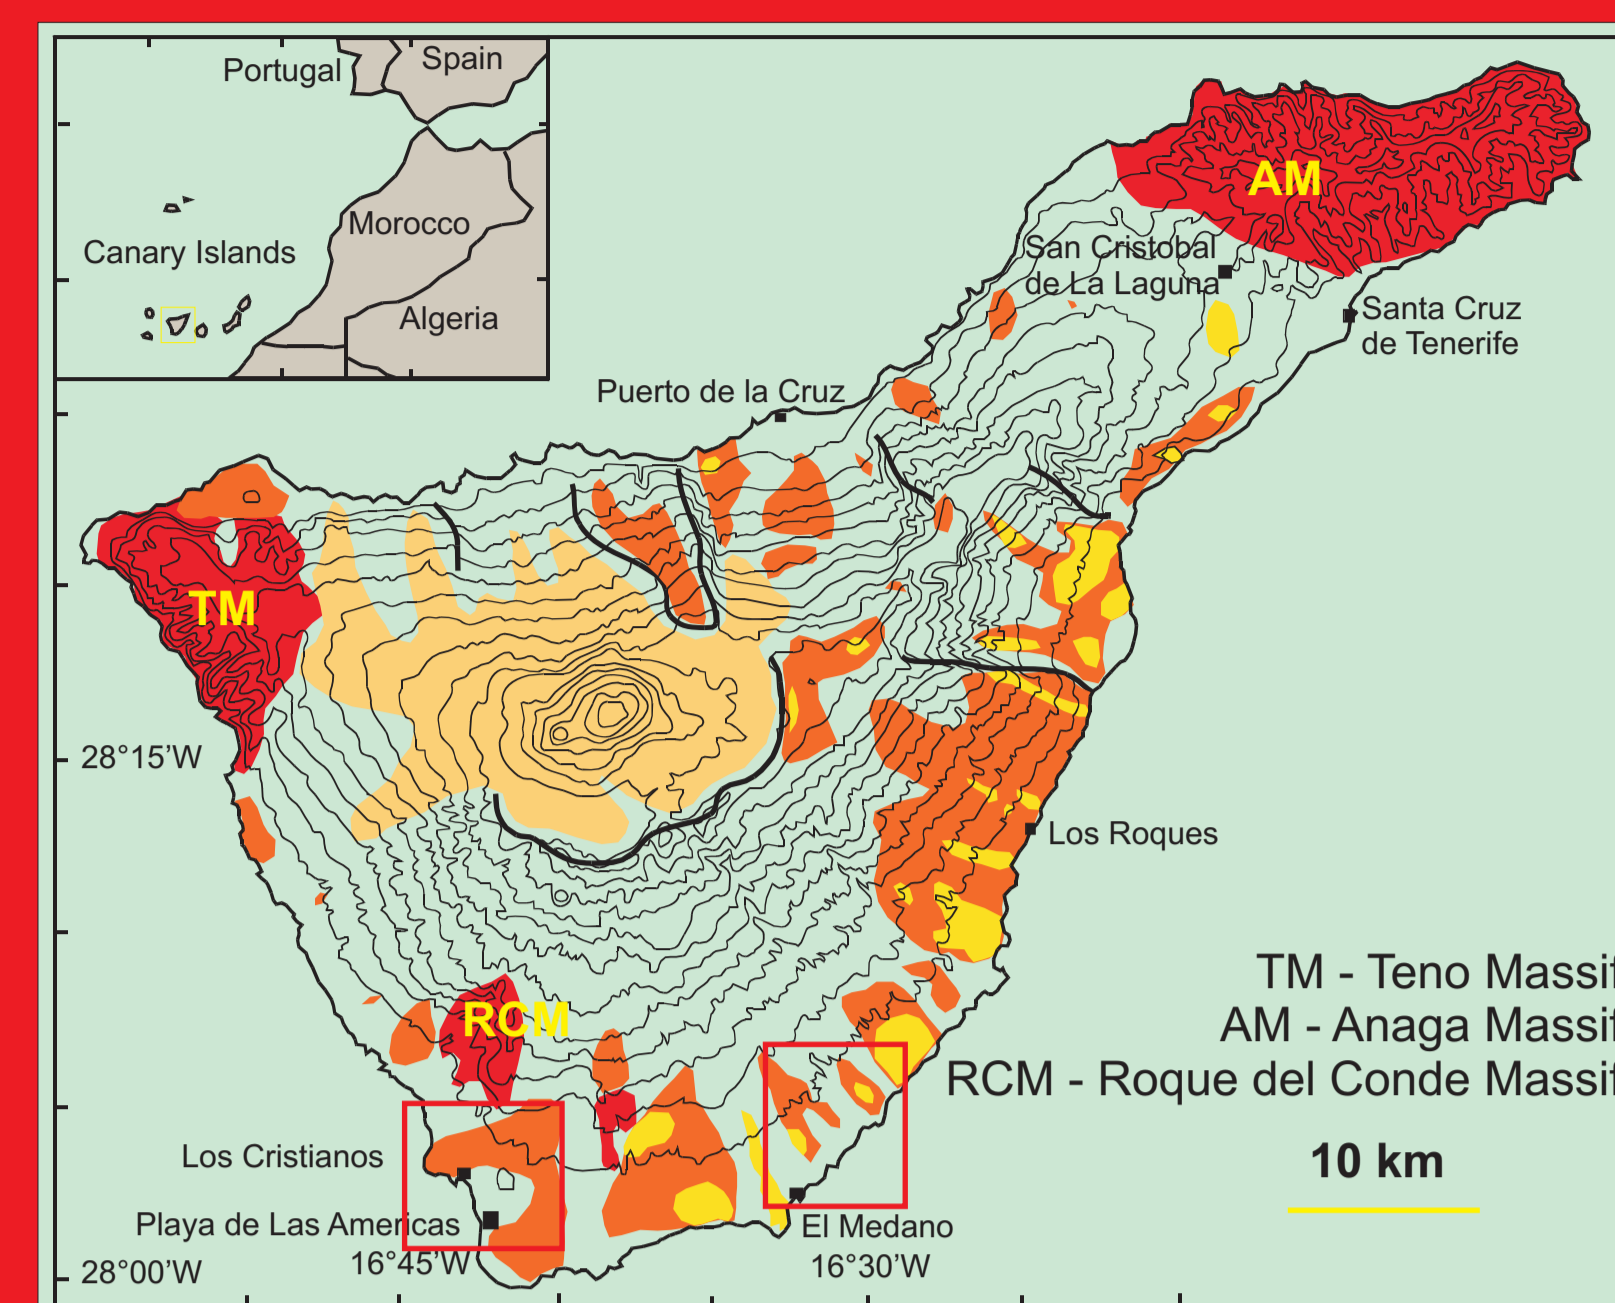 Portugal
Spain
Morocco
Canary Islands
Algeria
AM
San Cristobal
de La Laguna
Santa Cruz
de Tenerife
Puerto de la Cruz
TM
28°15'W
Los Roques
TM - Teno Massif
AM - Anaga Massif
RCM - Roque del Conde Massif
RCM
10 km
Los Cristianos
Playa de Las Americas
El Medano
16°45'W
16°30'W
28°00'W